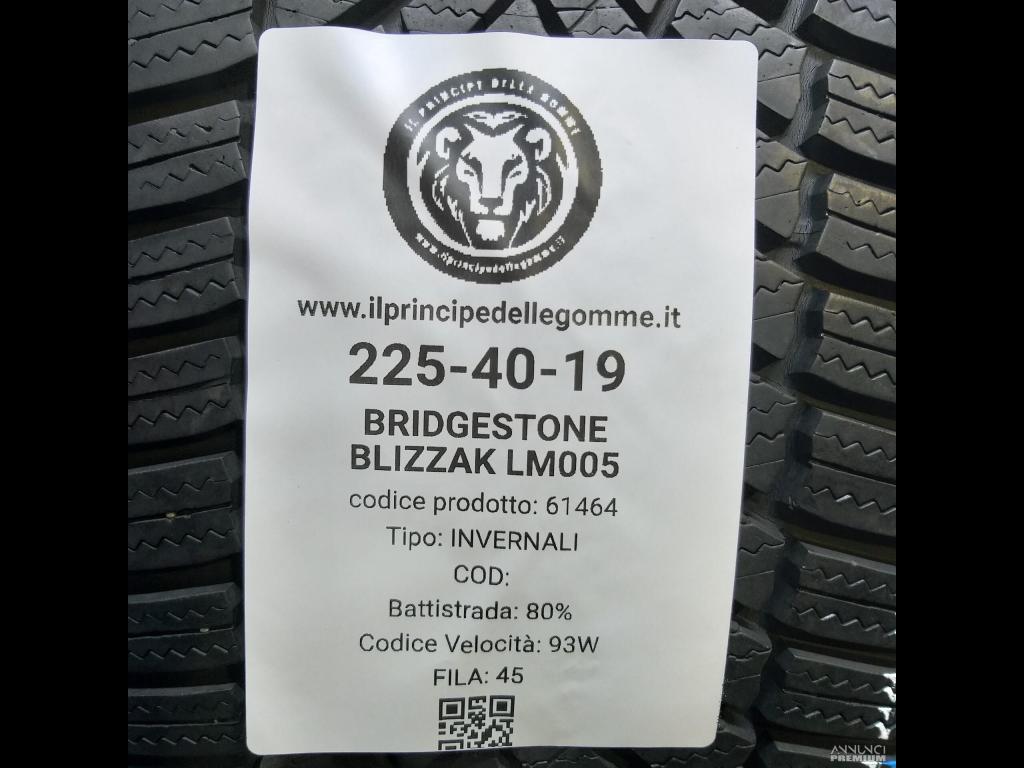 IL PRINCIPE DELLE GOMME
www.ilprincipedellegomme.it
www.ilprincipedellegomme.it
225-40-19
BRIDGESTONE
BLIZZAK LM005
codice prodotto: 61464
Tipo: INVERNALI
COD:
Battistrada: 80%
Codice Velocità: 93W
FILA: 45
ANNUNCI
PREMIUM